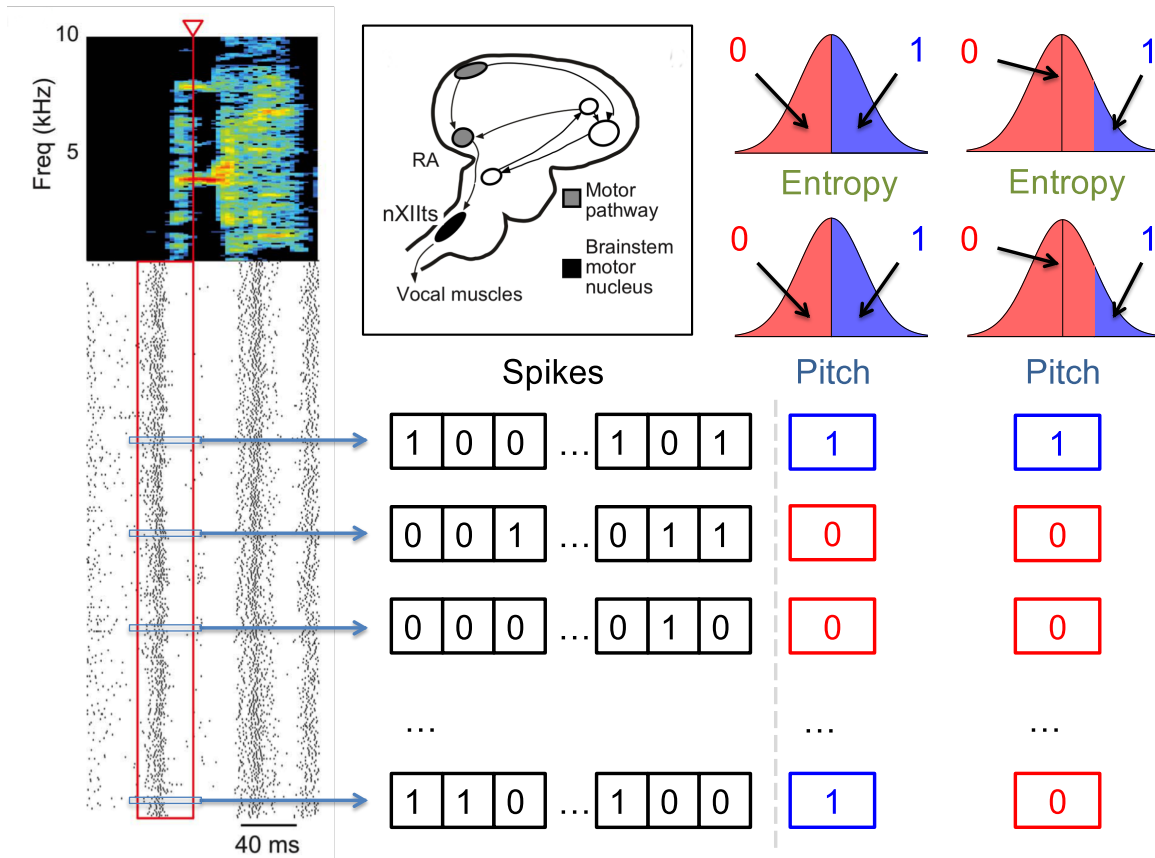 10
5
Freq (kHz)
40 ms
RA
nXIIts
Vocal muscles
Motor
pathway
Brainstem
motor
nucleus
0 1 0 1
Entropy Entropy
0 1 0 1
Pitch Pitch
Spikes
1 0 0 ... 1 0 1 1 1
0 0 1 ... 0 1 1 0 0
0 0 0 ... 0 1 0 0 0
... ... ...
1 1 0 ... 1 0 0 1 0